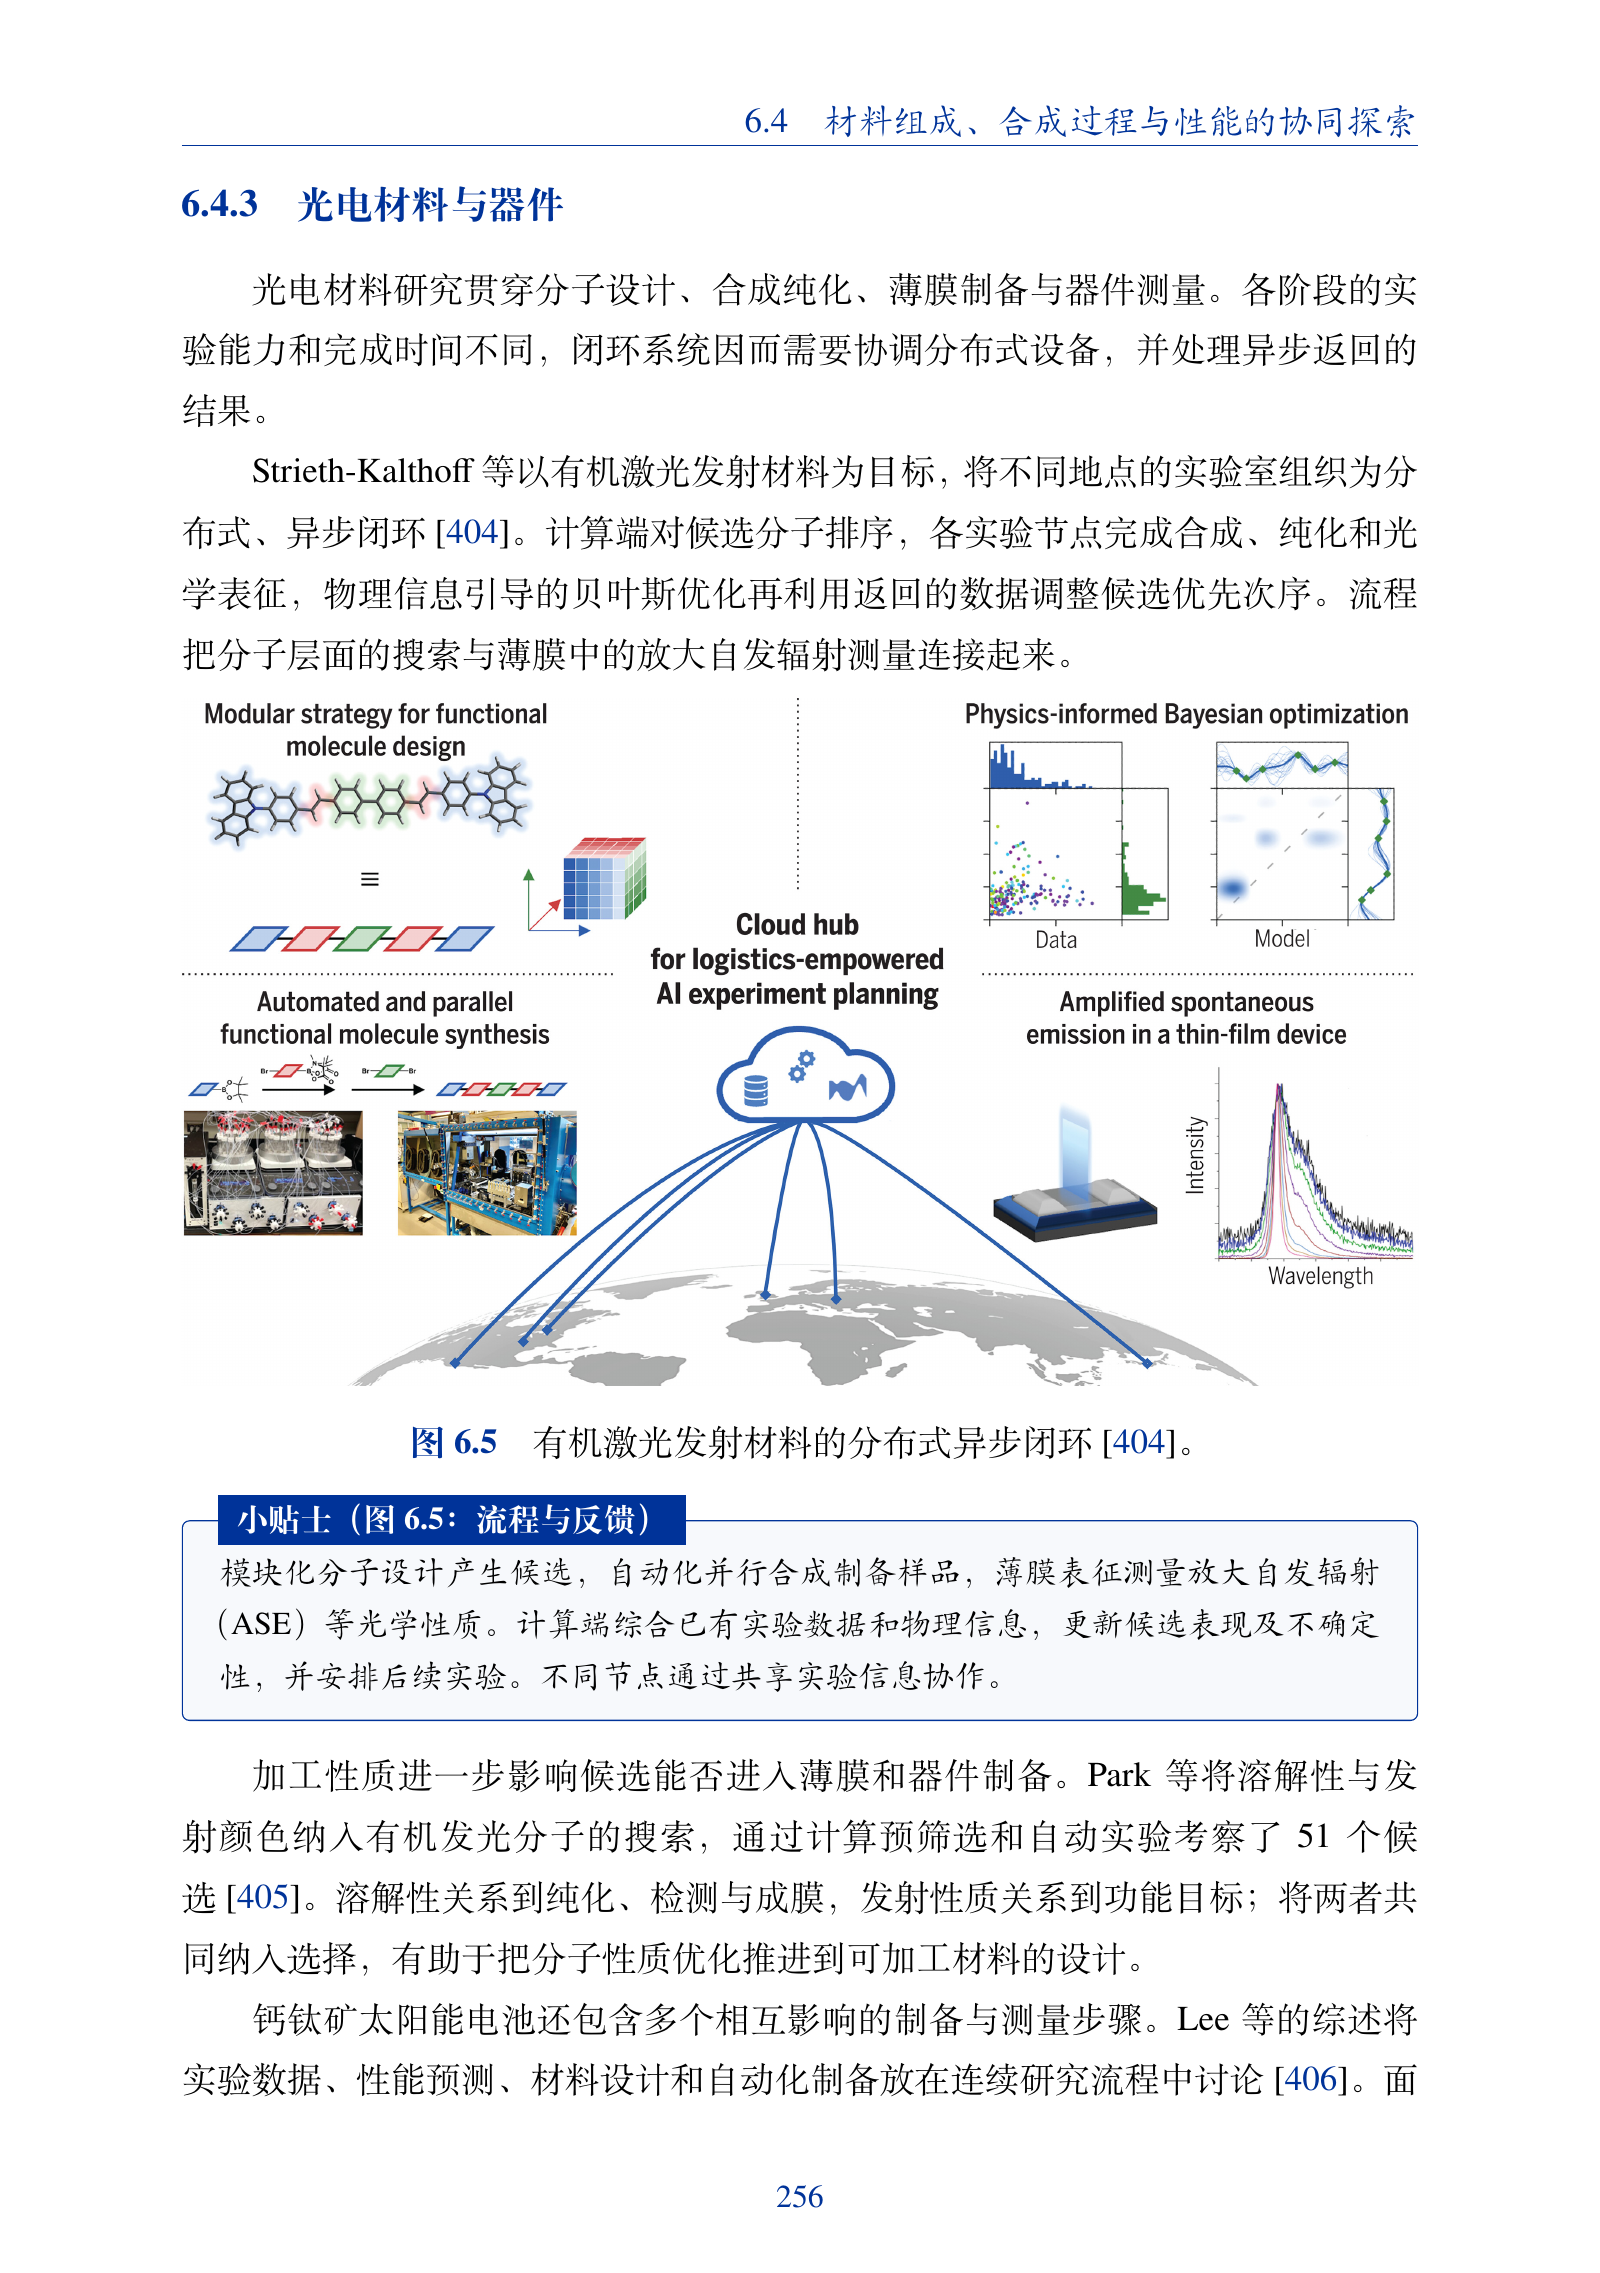 6.4 材料组成、合成过程与性能的协同探索
6.4.3 光电材料与器件
光电材料研究贯穿分子设计、合成纯化、薄膜制备与器件测量。各阶段的实
验能力和完成时间不同，闭环系统因而需要协调分布式设备，并处理异步返回的
结果。
Strieth-Kalthoff 等以有机激光发射材料为目标，将不同地点的实验室组织为分
布式、异步闭环 [404]。计算端对候选分子排序，各实验节点完成合成、纯化和光
学表征，物理信息引导的贝叶斯优化再利用返回的数据调整候选优先次序。流程
把分子层面的搜索与薄膜中的放大自发辐射测量连接起来。
Modular strategy for functional
molecule design
≡
Physics-informed Bayesian optimization
Data
Model
Cloud hub
for logistics-empowered
AI experiment planning
Automated and parallel
functional molecule synthesis
Br
Br
Br
Amplified spontaneous
emission in a thin-film device
Intensity
Wavelength
图 6.5 有机激光发射材料的分布式异步闭环 [404]。
小贴士（图 6.5：流程与反馈）
模块化分子设计产生候选，自动化并行合成制备样品，薄膜表征测量放大自发辐射
（ASE）等光学性质。计算端综合已有实验数据和物理信息，更新候选表现及不确定
性，并安排后续实验。不同节点通过共享实验信息协作。
加工性质进一步影响候选能否进入薄膜和器件制备。Park 等将溶解性与发
射颜色纳入有机发光分子的搜索，通过计算预筛选和自动实验考察了 51 个候
选 [405]。溶解性关系到纯化、检测与成膜，发射性质关系到功能目标；将两者共
同纳入选择，有助于把分子性质优化推进到可加工材料的设计。
钙钛矿太阳能电池还包含多个相互影响的制备与测量步骤。Lee 等的综述将
实验数据、性能预测、材料设计和自动化制备放在连续研究流程中讨论 [406]。面
256